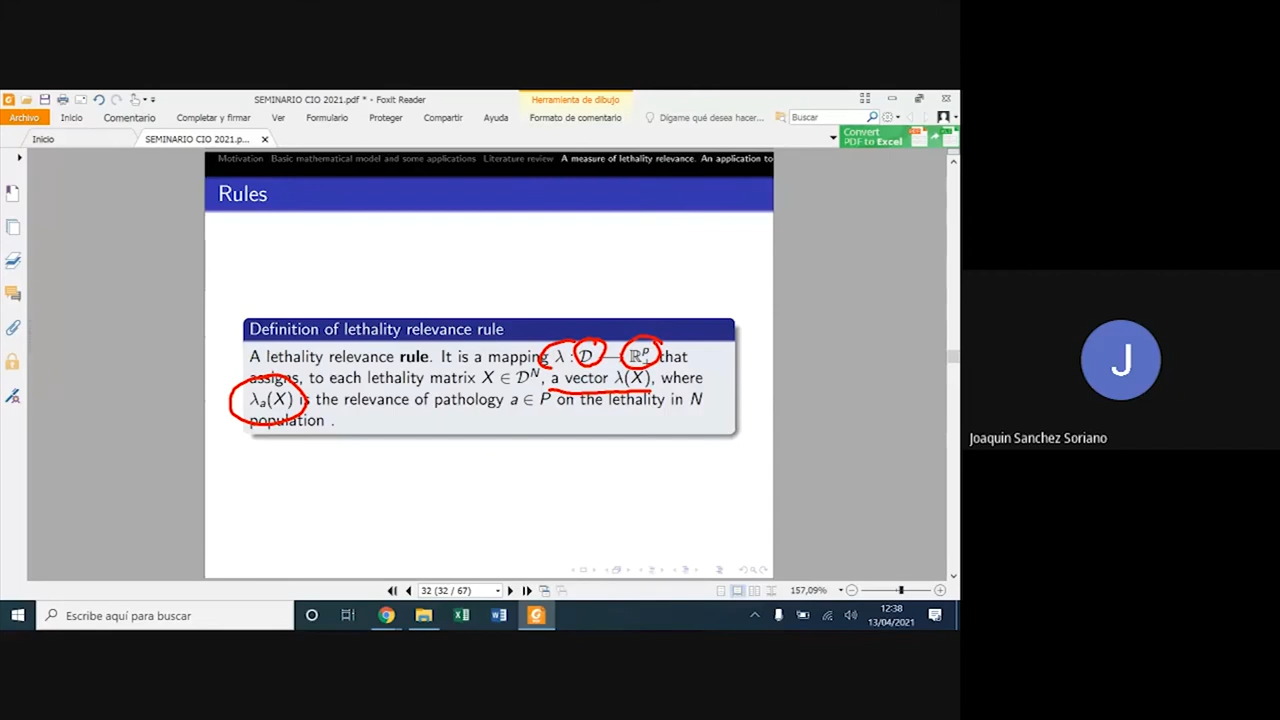 SEMINARIO CIO 2021.pdf * - Foxit Reader
Herramienta de dibujo
Archivo Inicio Comentario Completar y firmar Ver Formulario Proteger Compartir Ayuda Formato de comentario Dígame qué desea hacer... Buscar
Inicio SEMINARIO CIO 2021.p...
Convert
PDF to Excel
Motivation Basic mathematical model and some applications Literature review A measure of lethality relevance. An application to
Rules
Definition of lethality relevance rule
A lethality relevance rule. It is a mapping λ : 𝒟 — ℝ₊ᵖ that
assigns, to each lethality matrix X ∈ 𝒟ᴺ, a vector λ(X), where
λₐ(X) is the relevance of pathology a ∈ P on the lethality in N
population .
J
Joaquin Sanchez Soriano
32 (32 / 67)
157,09%
Escribe aquí para buscar
12:38
13/04/2021